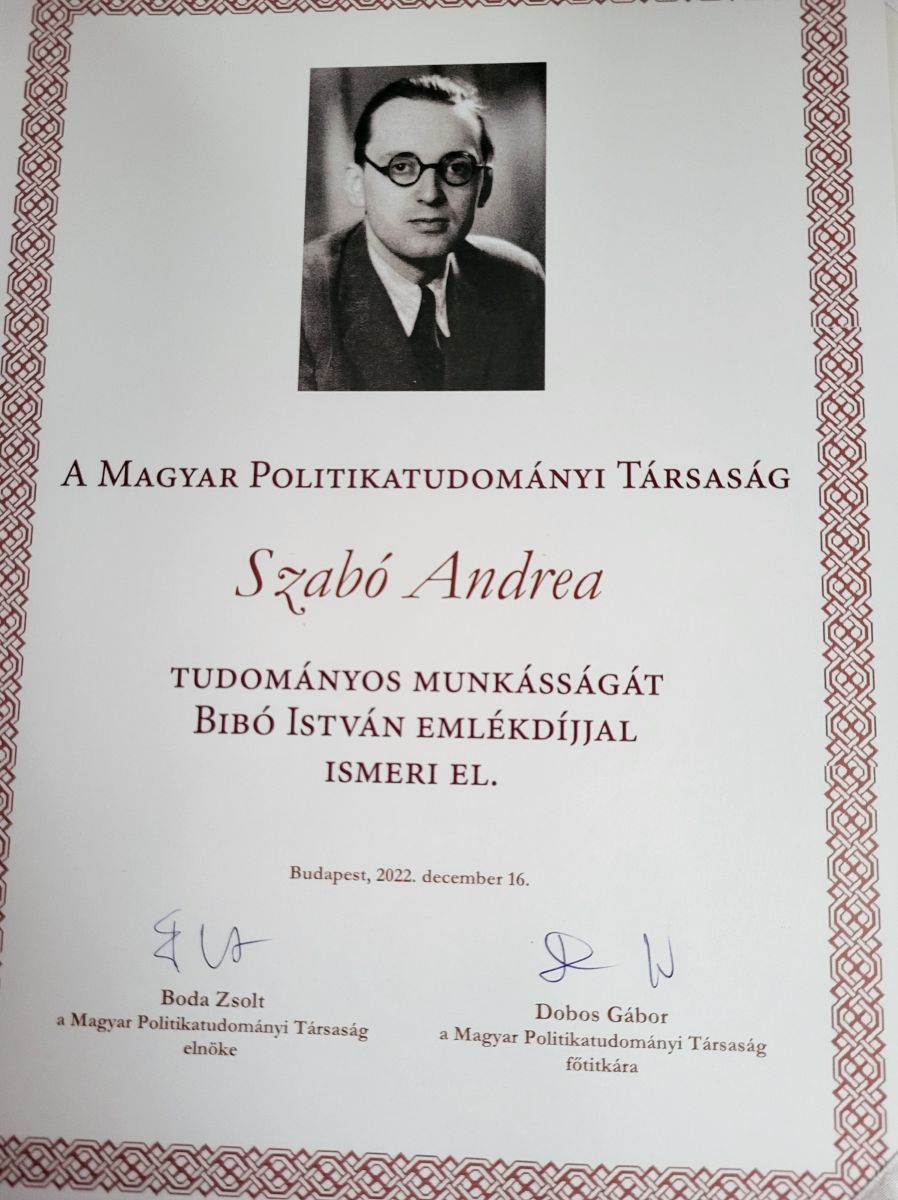 A Magyar Politikatudományi Társaság
Szabó Andrea
tudományos munkásságát
Bibó István emlékdíjjal
ismeri el.
Budapest, 2022. december 16.
Boda Zsolt
a Magyar Politikatudományi Társaság
elnöke
Dobos Gábor
a Magyar Politikatudományi Társaság
főtitkára